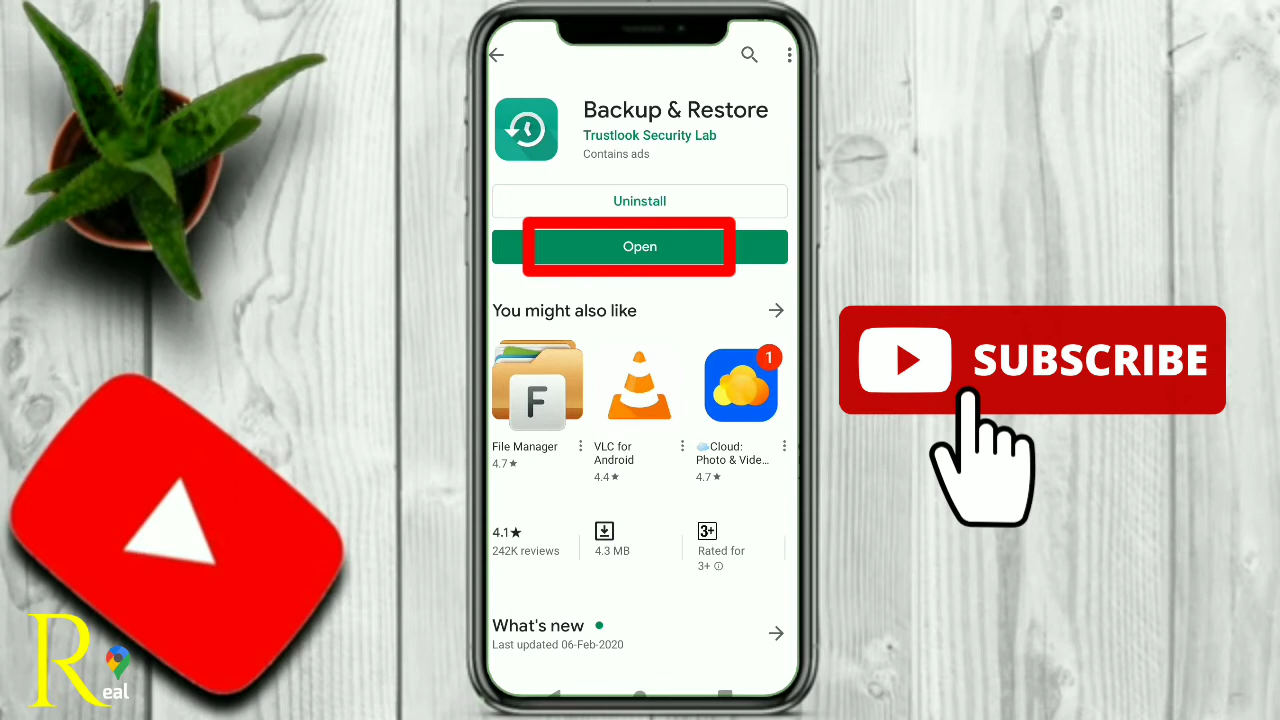 Backup & Restore
Trustlook Security Lab
Contains ads
Uninstall
Open
You might also like
1
F
File Manager
4.7★
VLC for
Android
4.4★
☁️Cloud:
Photo & Vide...
4.7★
4.1★
242K reviews
4.3 MB
3+
Rated for
3+
What's new
Last updated 06-Feb-2020
SUBSCRIBE
Real